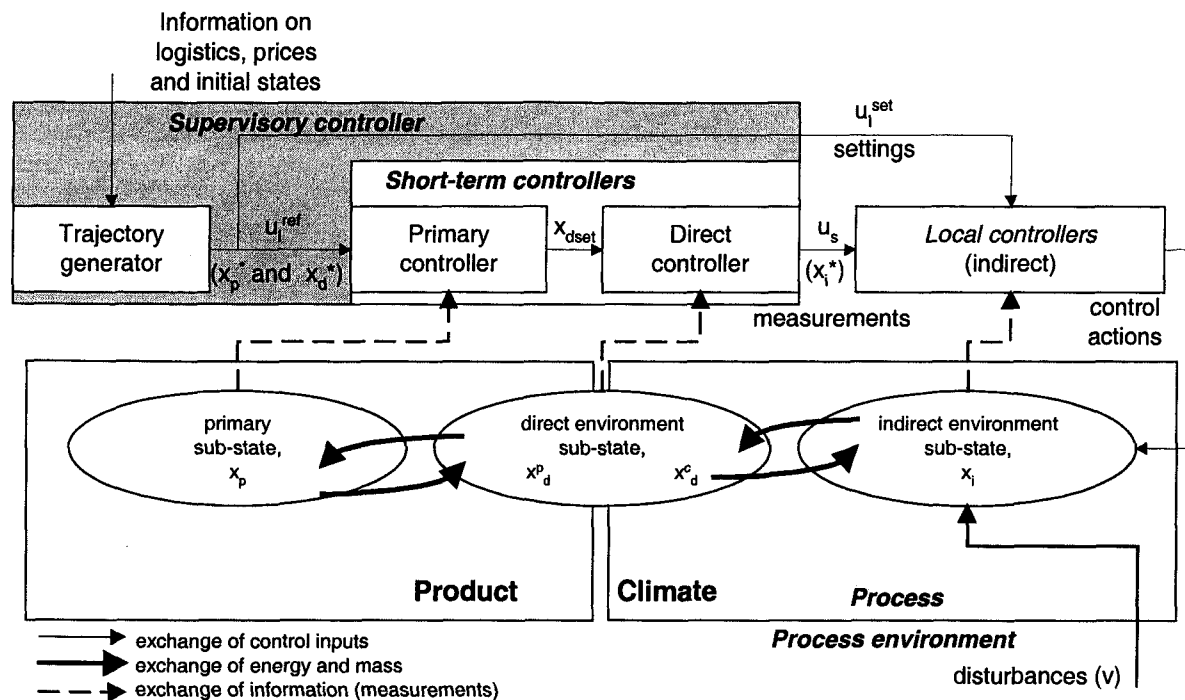 Information on
logistics, prices
and initial states
Supervisory controller
u_l^set
settings
Short-term controllers
Trajectory
generator
u_l^ref
(x_p^* and x_d^*)
Primary
controller
x_dset
Direct
controller
u_s
(x_i^*)
Local controllers
(indirect)
measurements
control
actions
primary
sub-state,
x_p
direct environment
sub-state,
x_d^p x_d^c
indirect environment
sub-state,
x_i
Product
Climate
Process
Process environment
disturbances (v)
exchange of control inputs
exchange of energy and mass
exchange of information (measurements)